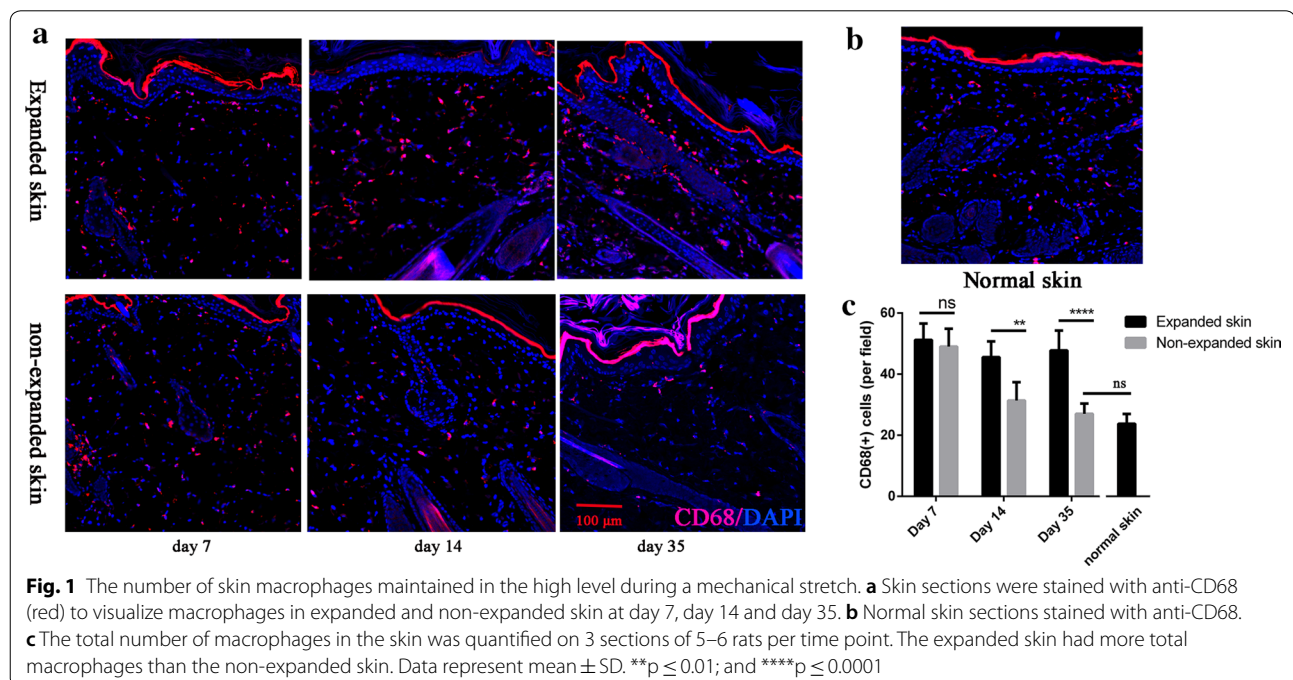 a
b
Expanded skin
non-expanded skin
100 µm
CD68/DAPI
day 7
day 14
day 35
Normal skin
c
CD68(+) cells (per field)
60
40
20
0
ns
**
****
ns
Expanded skin
Non-expanded skin
Day 7
Day 14
Day 35
normal skin
Fig. 1 The number of skin macrophages maintained in the high level during a mechanical stretch. a Skin sections were stained with anti-CD68
(red) to visualize macrophages in expanded and non-expanded skin at day 7, day 14 and day 35. b Normal skin sections stained with anti-CD68.
c The total number of macrophages in the skin was quantified on 3 sections of 5–6 rats per time point. The expanded skin had more total
macrophages than the non-expanded skin. Data represent mean ± SD. **p ≤ 0.01; and ****p ≤ 0.0001